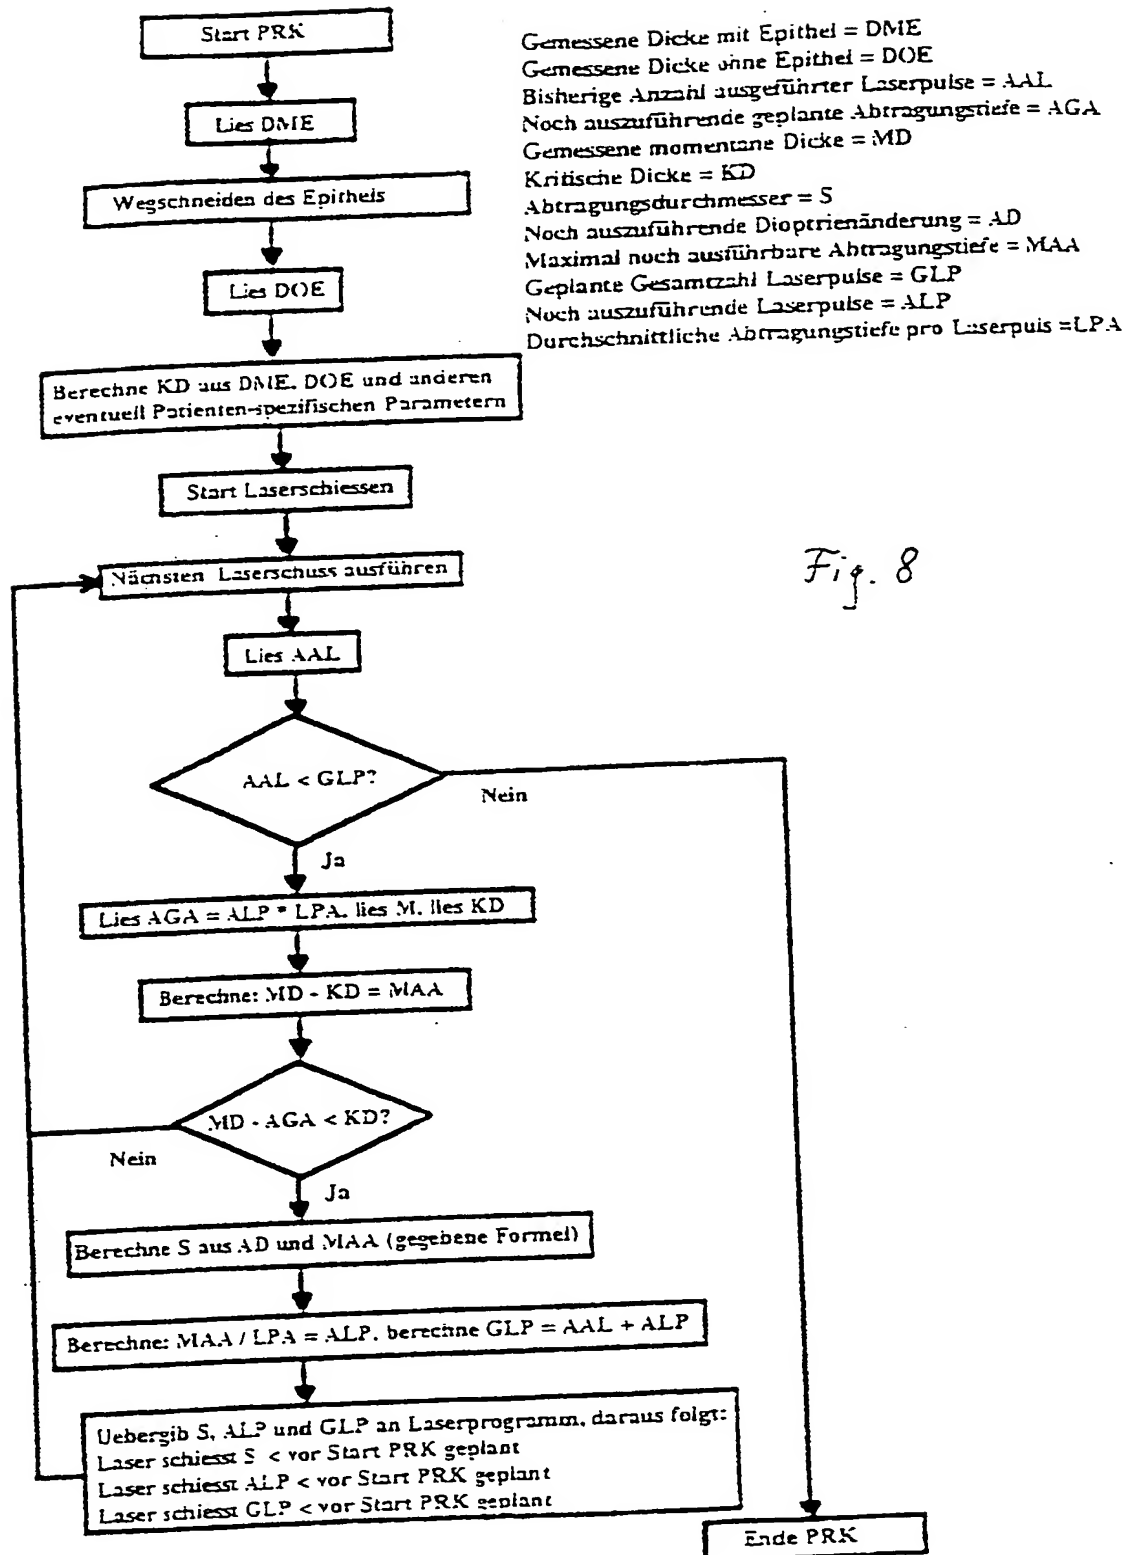 Start PRK
Lies DME
Wegschneiden des Epithels
Lies DOE
Berechne KD aus DME, DOE und anderen
eventuell Patienten-spezifischen Parametern
Start Laserschiessen
Nächsten Laserschuss ausführen
Lies AAL
AAL < GLP?
Nein
Ja
Lies AGA = ALP * LPA, lies M, lies KD
Berechne: MD - KD = MAA
MD - AGA < KD?
Nein
Ja
Berechne S aus AD und MAA (gegebene Formel)
Berechne: MAA / LPA = ALP, berechne GLP = AAL + ALP
Uebergib S, ALP und GLP an Laserprogramm, daraus folgt:
Laser schiesst S < vor Start PRK geplant
Laser schiesst ALP < vor Start PRK geplant
Laser schiesst GLP < vor Start PRK geplant
Ende PRK
Gemessene Dicke mit Epithel = DME
Gemessene Dicke ohne Epithel = DOE
Bisherige Anzahl ausgeführter Laserpulse = AAL
Noch auszuführende geplante Abtragungstiefe = AGA
Gemessene momentane Dicke = MD
Kritische Dicke = KD
Abtragungsdurchmesser = S
Noch auszuführende Dioptrienänderung = AD
Maximal noch ausführbare Abtragungstiefe = MAA
Geplante Gesamtzahl Laserpulse = GLP
Noch auszuführende Laserpulse = ALP
Durchschnittliche Abtragungstiefe pro Laserpuls =LPA
Fig. 8